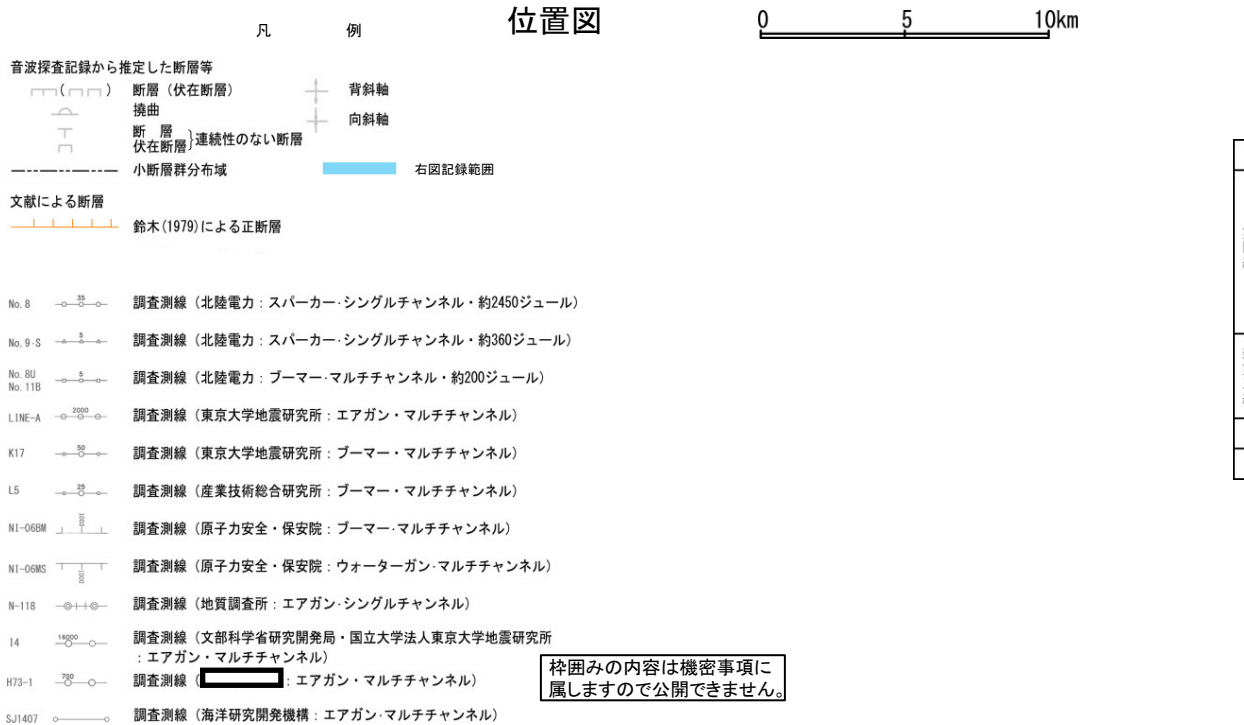 位置図
0 5 10km
凡 例
音波探査記録から推定した断層等
断層（伏在断層） 背斜軸
撓曲 向斜軸
断 層
伏在断層}連続性のない断層
小断層群分布域 右図記録範囲
文献による断層
鈴木(1979)による正断層
No. 8 35 調査測線（北陸電力：スパーカー・シングルチャンネル・約2450ジュール）
No. 9-S 5 調査測線（北陸電力：スパーカー・シングルチャンネル・約360ジュール）
No. 8U
No. 11B 5 調査測線（北陸電力：ブーマー・マルチチャンネル・約200ジュール）
LINE-A 2000 調査測線（東京大学地震研究所：エアガン・マルチチャンネル）
K17 50 調査測線（東京大学地震研究所：ブーマー・マルチチャンネル）
L5 25 調査測線（産業技術総合研究所：ブーマー・マルチチャンネル）
NI-06BM 1000 調査測線（原子力安全・保安院：ブーマー・マルチチャンネル）
NI-06MS 1000 調査測線（原子力安全・保安院：ウォーターガン・マルチチャンネル）
N-118 調査測線（地質調査所：エアガン・シングルチャンネル）
I4 16000 調査測線（文部科学省研究開発局・国立大学法人東京大学地震研究所
：エアガン・マルチチャンネル）
H73-1 700 調査測線（ ：エアガン・マルチチャンネル）
SJ1407 調査測線（海洋研究開発機構：エアガン・マルチチャンネル）
枠囲みの内容は機密事項に
属しますので公開できません。